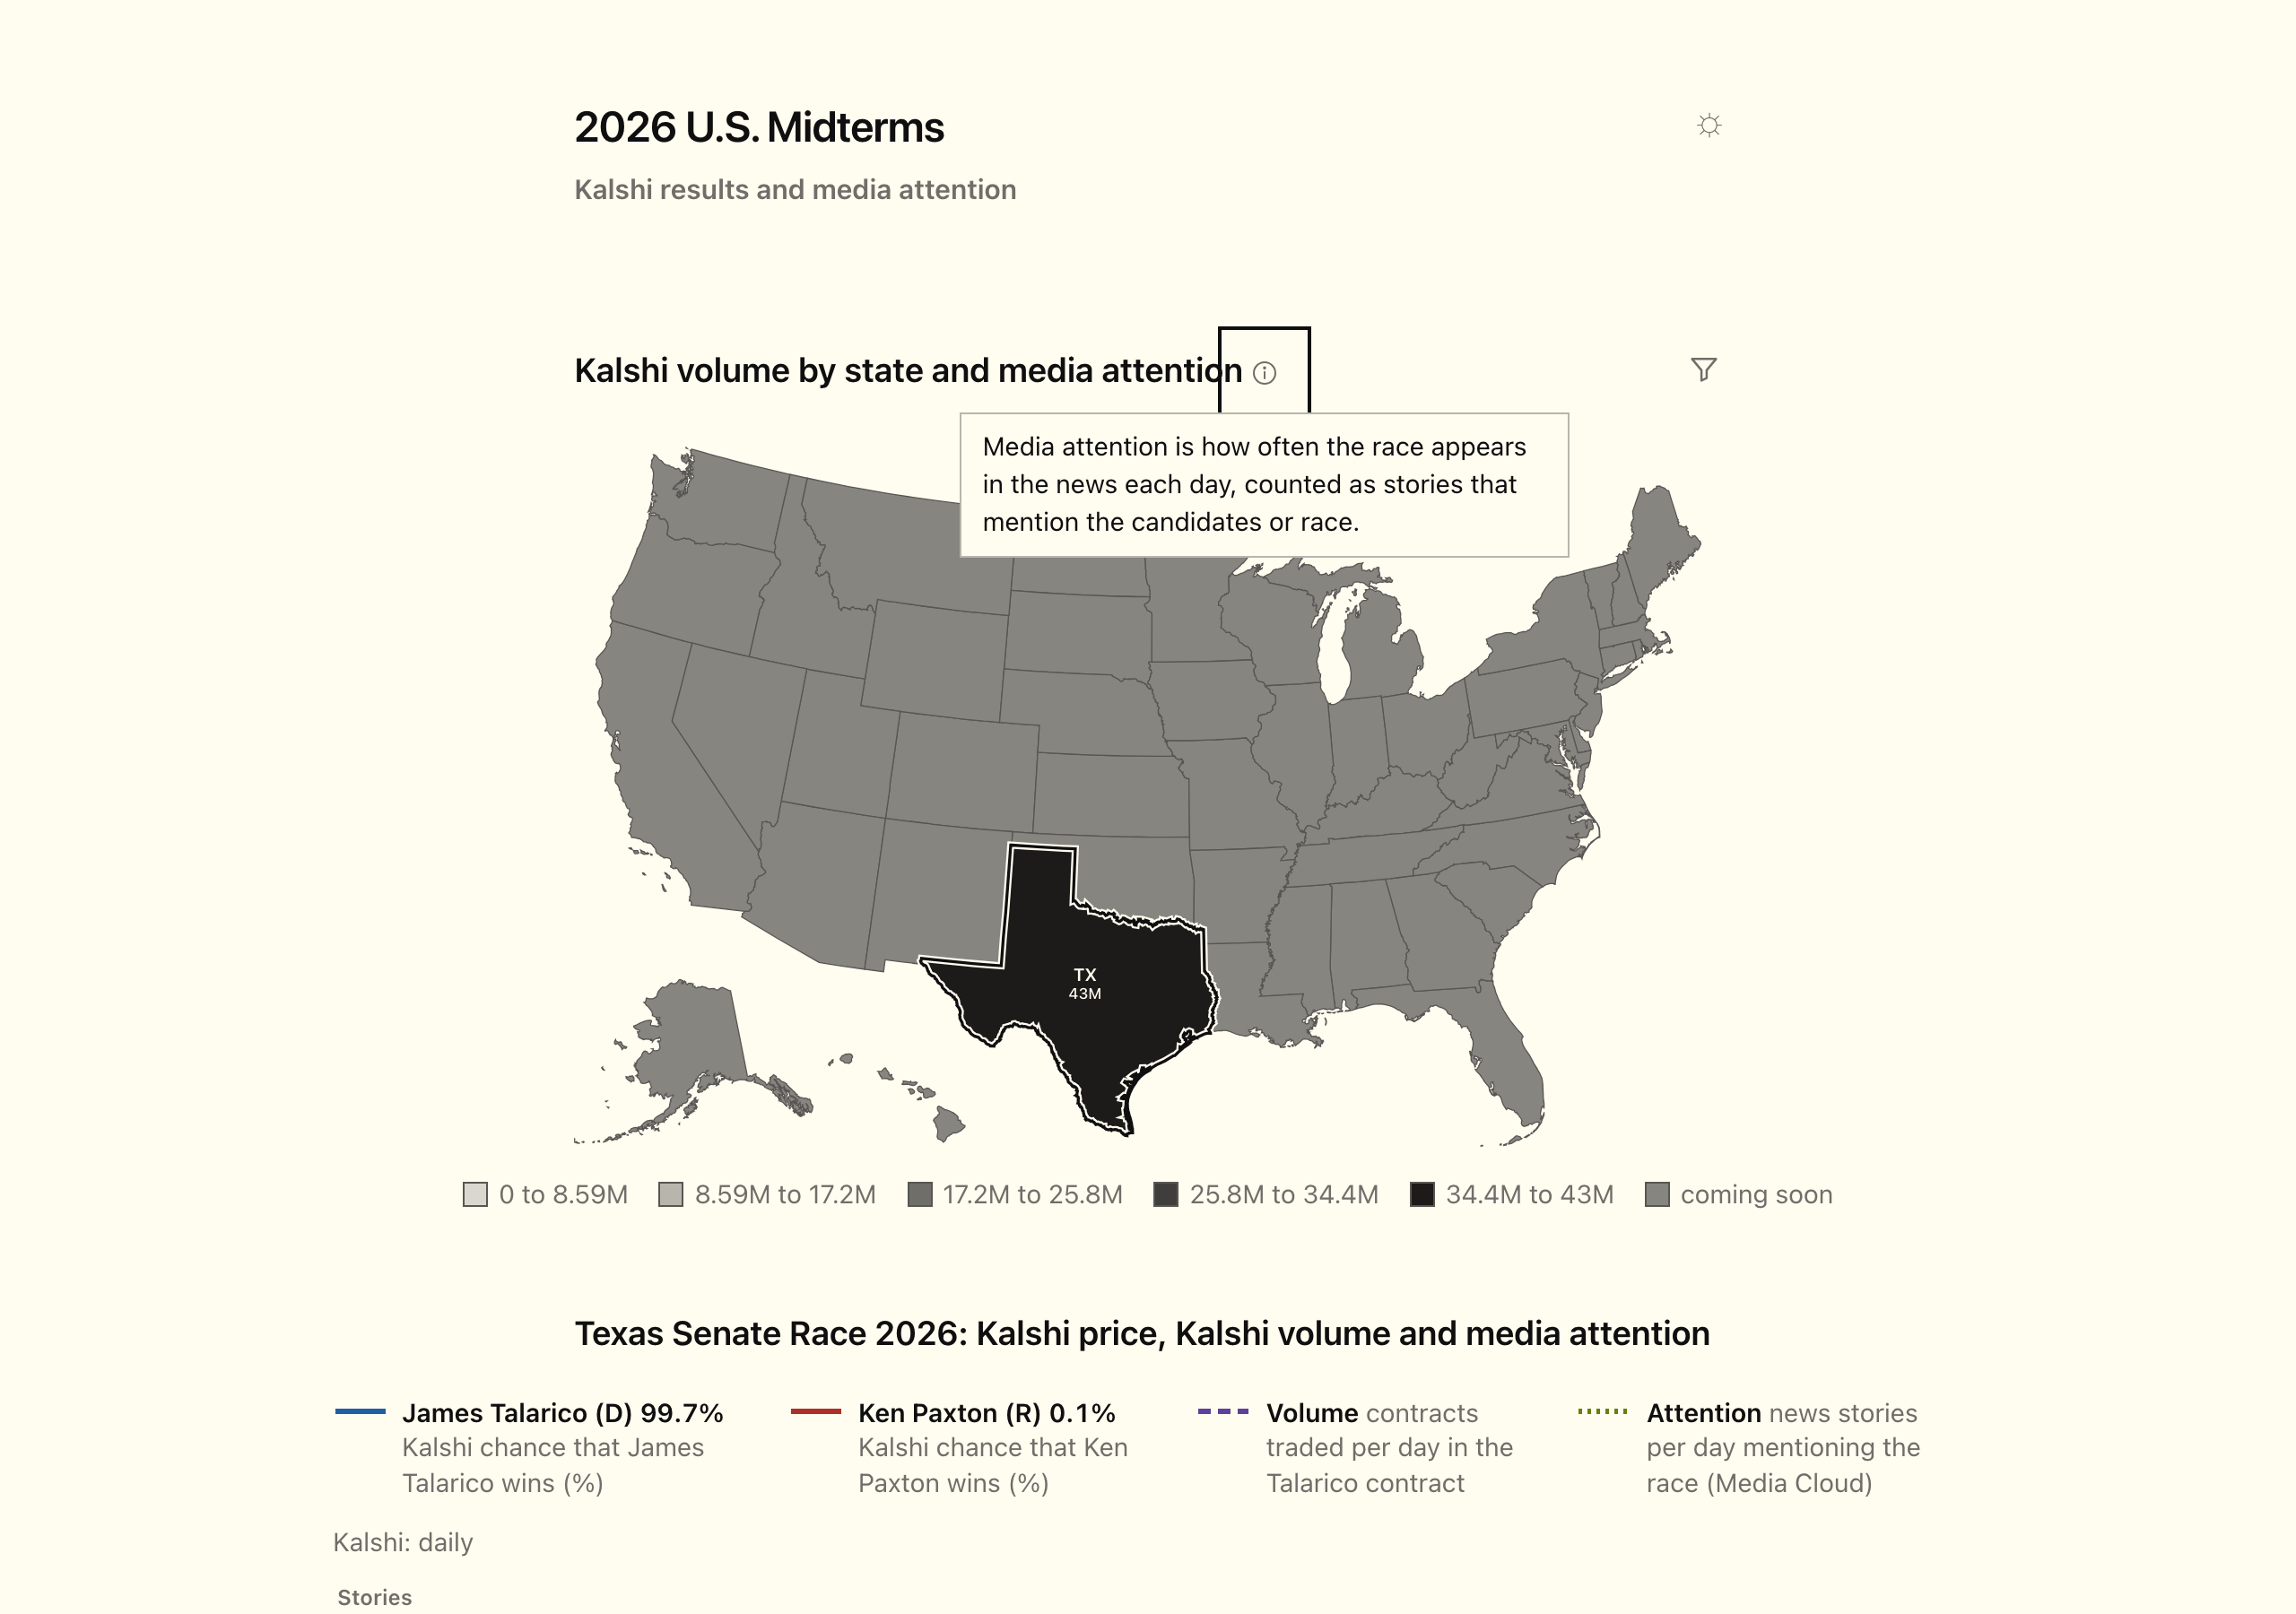 2026 U.S. Midterms
Kalshi results and media attention
Kalshi volume by state and media attention
Media attention is how often the race appears
in the news each day, counted as stories that
mention the candidates or race.
TX
43M
0 to 8.59M
8.59M to 17.2M
17.2M to 25.8M
25.8M to 34.4M
34.4M to 43M
coming soon
Texas Senate Race 2026: Kalshi price, Kalshi volume and media attention
James Talarico (D) 99.7%
Kalshi chance that James
Talarico wins (%)
Ken Paxton (R) 0.1%
Kalshi chance that Ken
Paxton wins (%)
Volume contracts
traded per day in the
Talarico contract
Attention news stories
per day mentioning the
race (Media Cloud)
Kalshi: daily
Stories